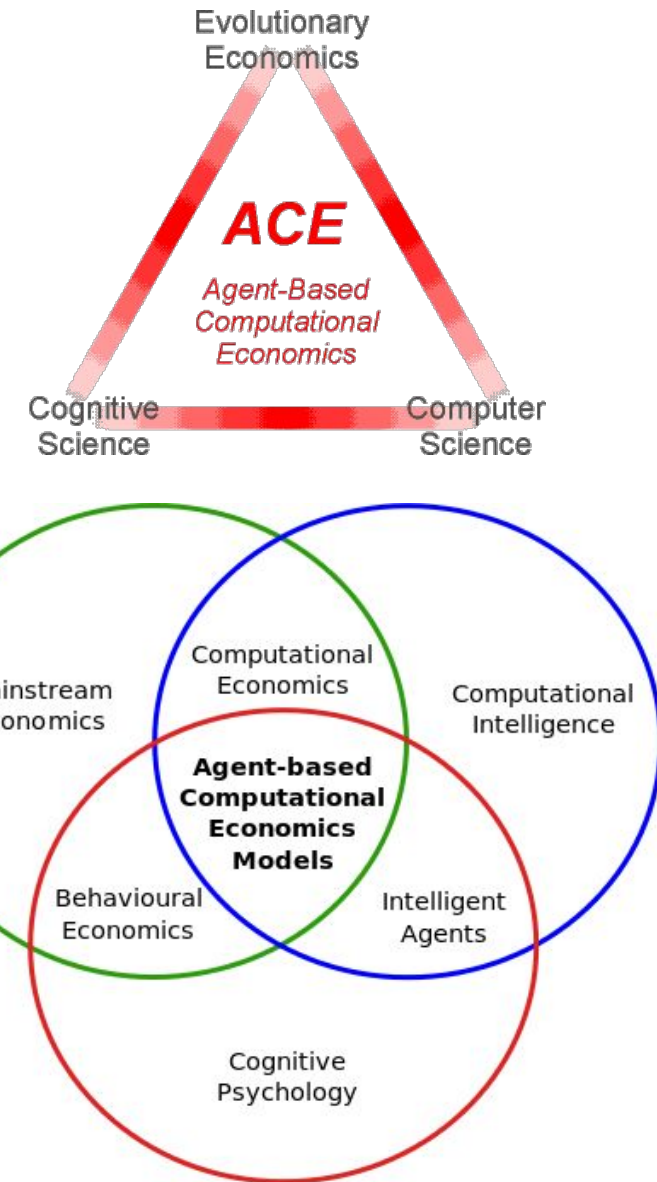 Evolutionary
Economics
ACE
Agent-Based
Computational
Economics
Cognitive
Science
Computer
Science
Computational
Economics
instream
onomics
Computational
Intelligence
Agent-based
Computational
Economics
Models
Behavioural
Economics
Intelligent
Agents
Cognitive
Psychology